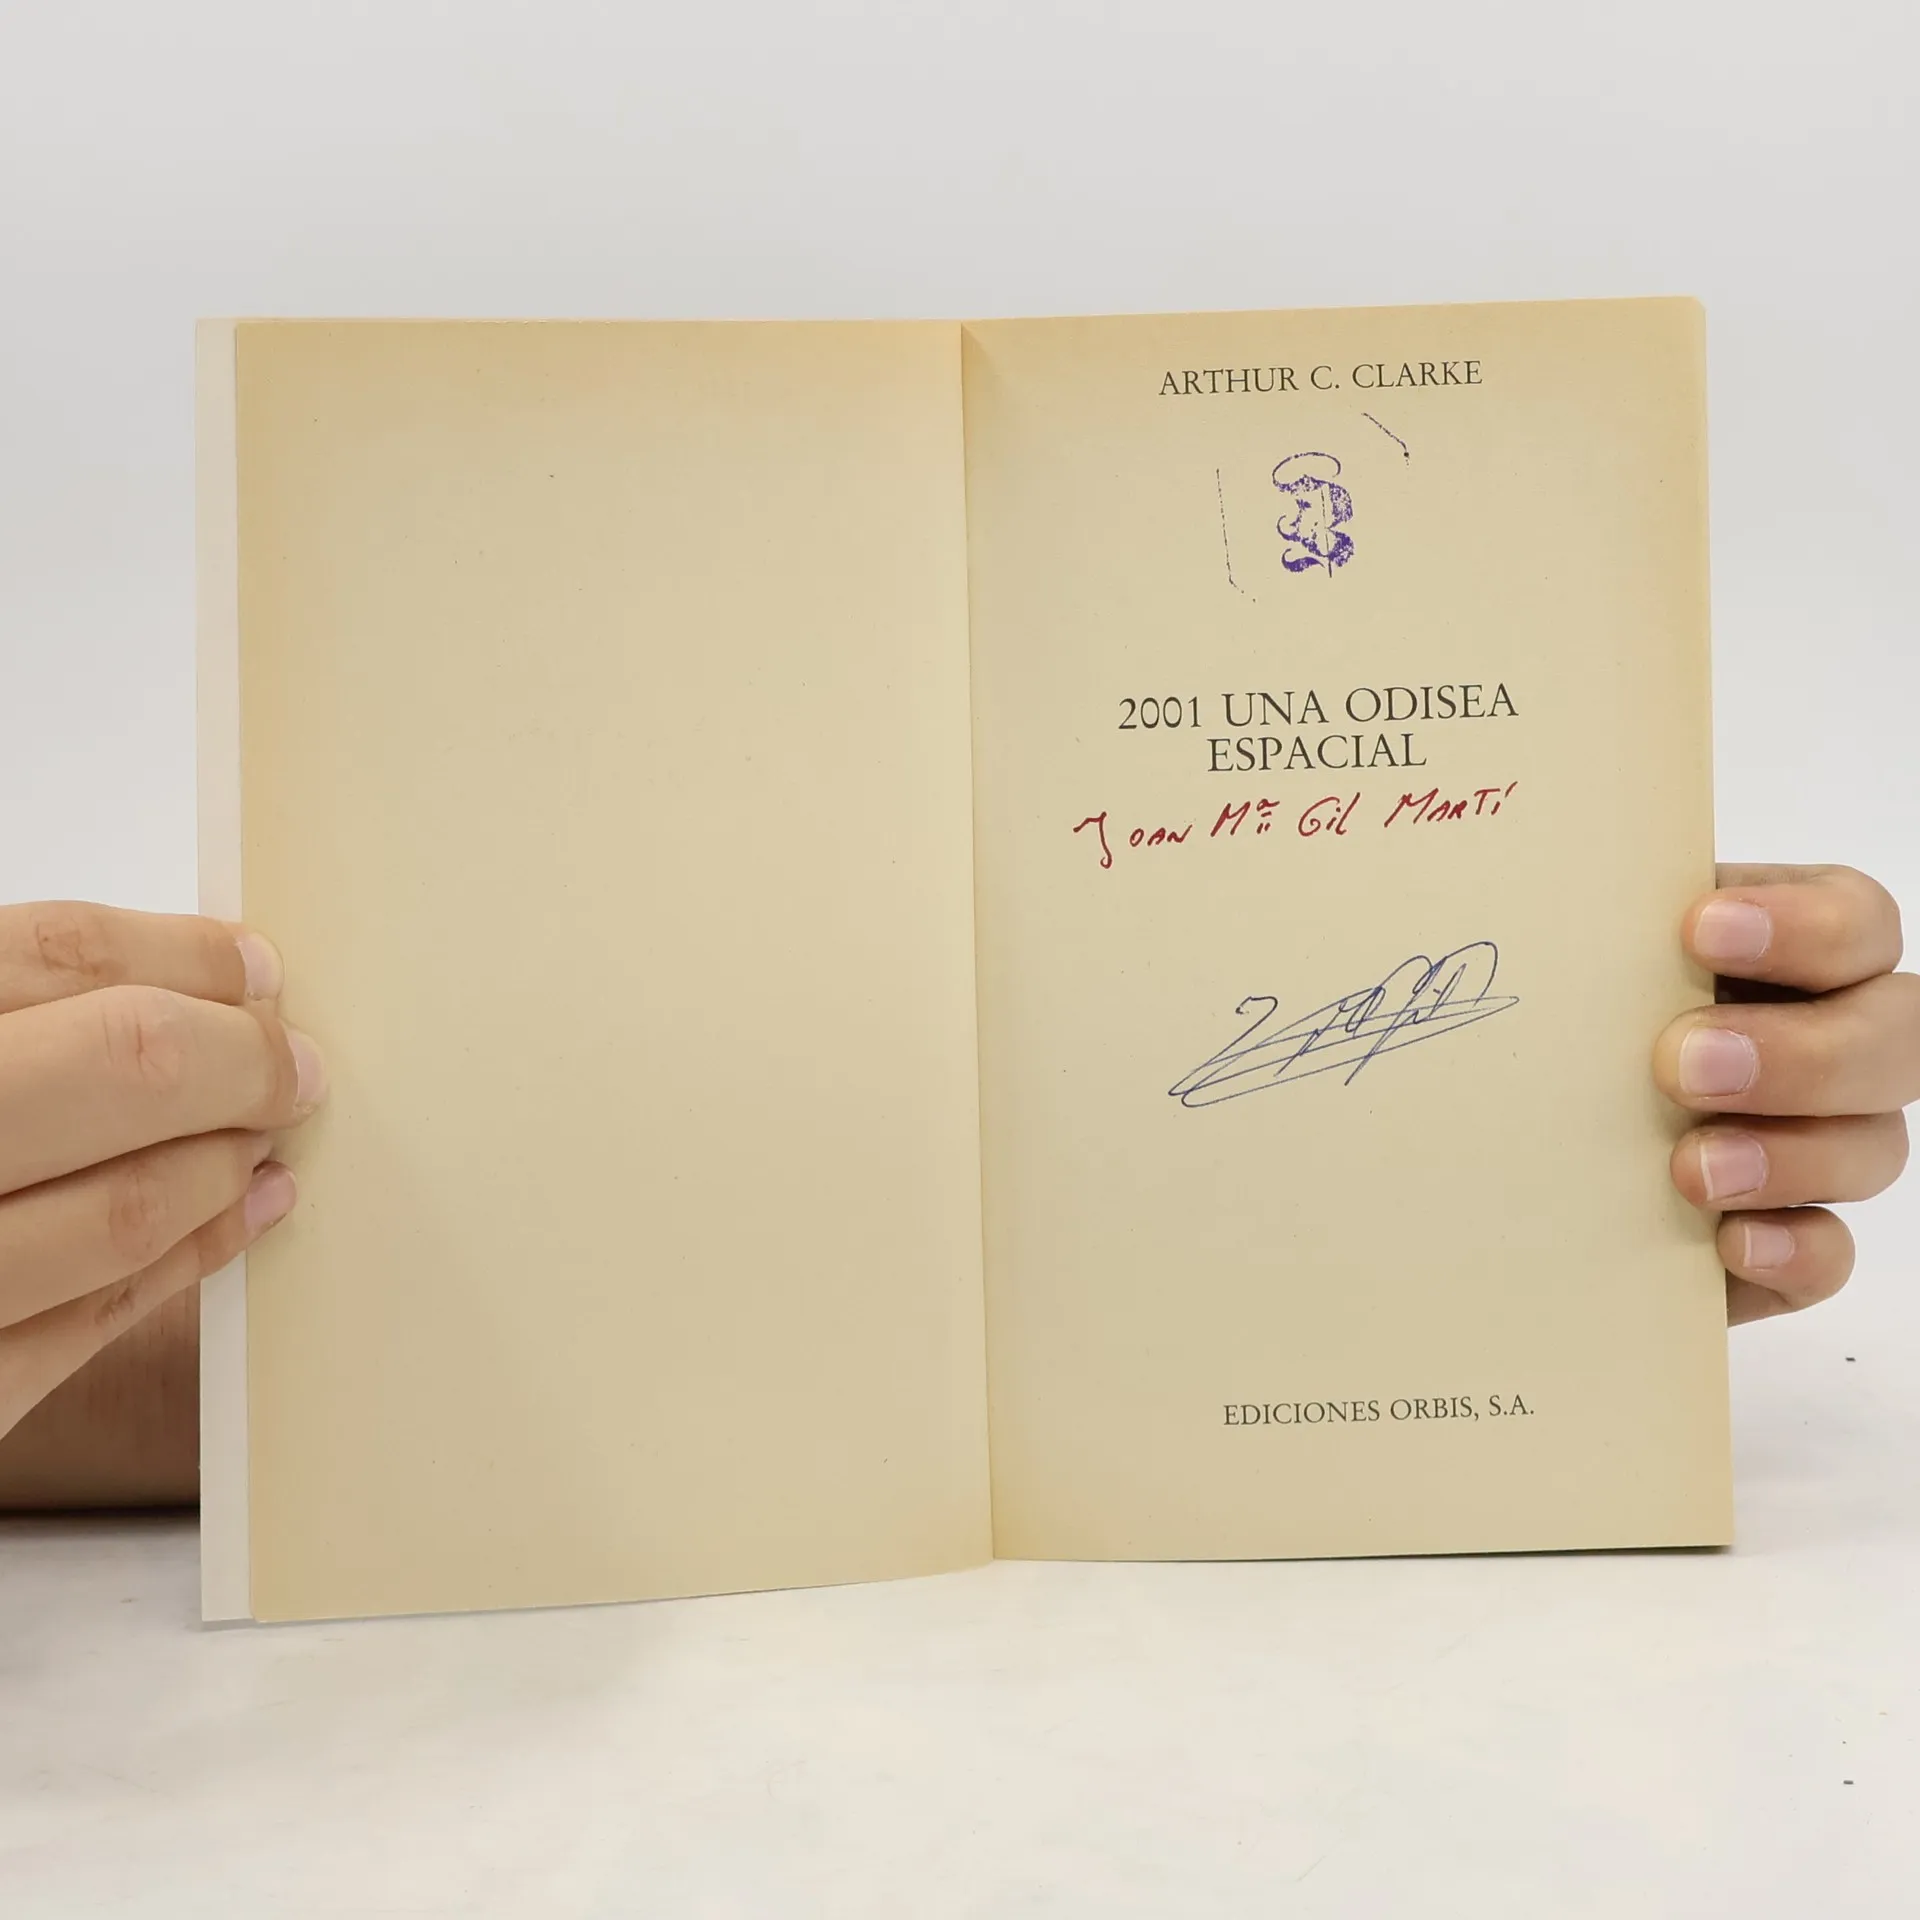 ARTHUR C. CLARKE
B
2001 UNA ODISEA
ESPACIAL
Joan Mª Gil Martí
EDICIONES ORBIS, S.A.